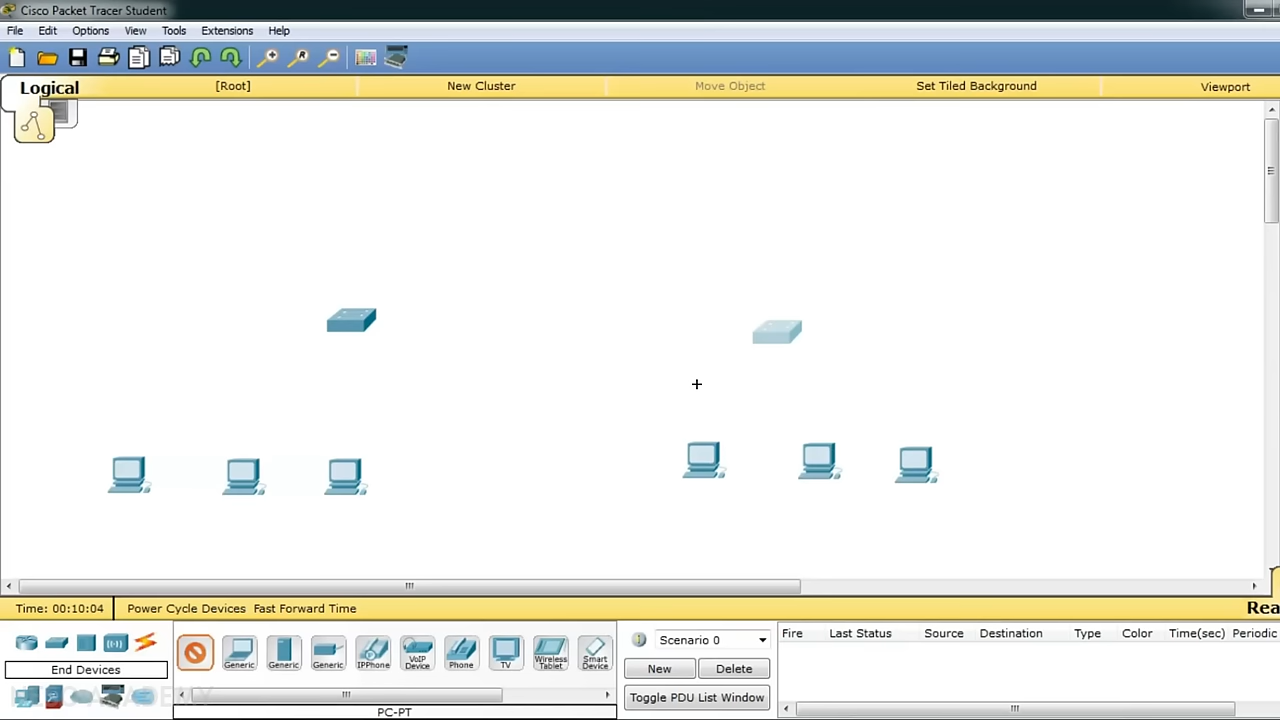 Cisco Packet Tracer Student
File Edit Options View Tools Extensions Help
Logical [Root] New Cluster Move Object Set Tiled Background Viewport
Time: 00:10:04 Power Cycle Devices Fast Forward Time Rea
End Devices
Generic Generic Generic IPPhone VoIP Device Phone TV Wireless Tablet Smart Device
PC-PT
Scenario 0
New Delete
Toggle PDU List Window
Fire Last Status Source Destination Type Color Time(sec) Periodic